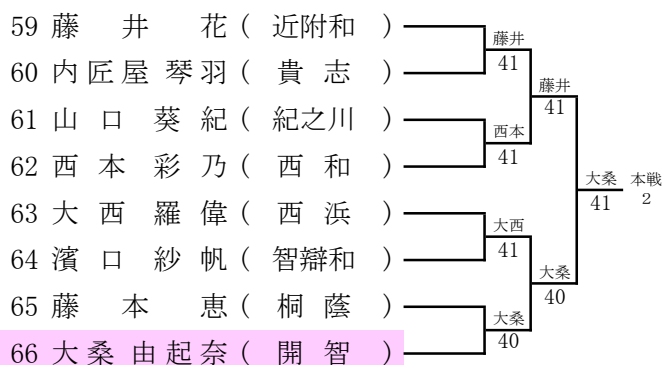 59 藤井花 ( 近附和 )
60 内匠屋琴羽 ( 貴志 )
61 山口葵紀 ( 紀之川 )
62 西本彩乃 ( 西和 )
63 大西羅偉 ( 西浜 )
64 濱口紗帆 ( 智辯和 )
65 藤本恵 ( 桐蔭 )
66 大桑由起奈 ( 開智 )
藤井
41
西本
41
大西
41
大桑
40
藤井
41
大桑
40
大桑
41
本戦
2